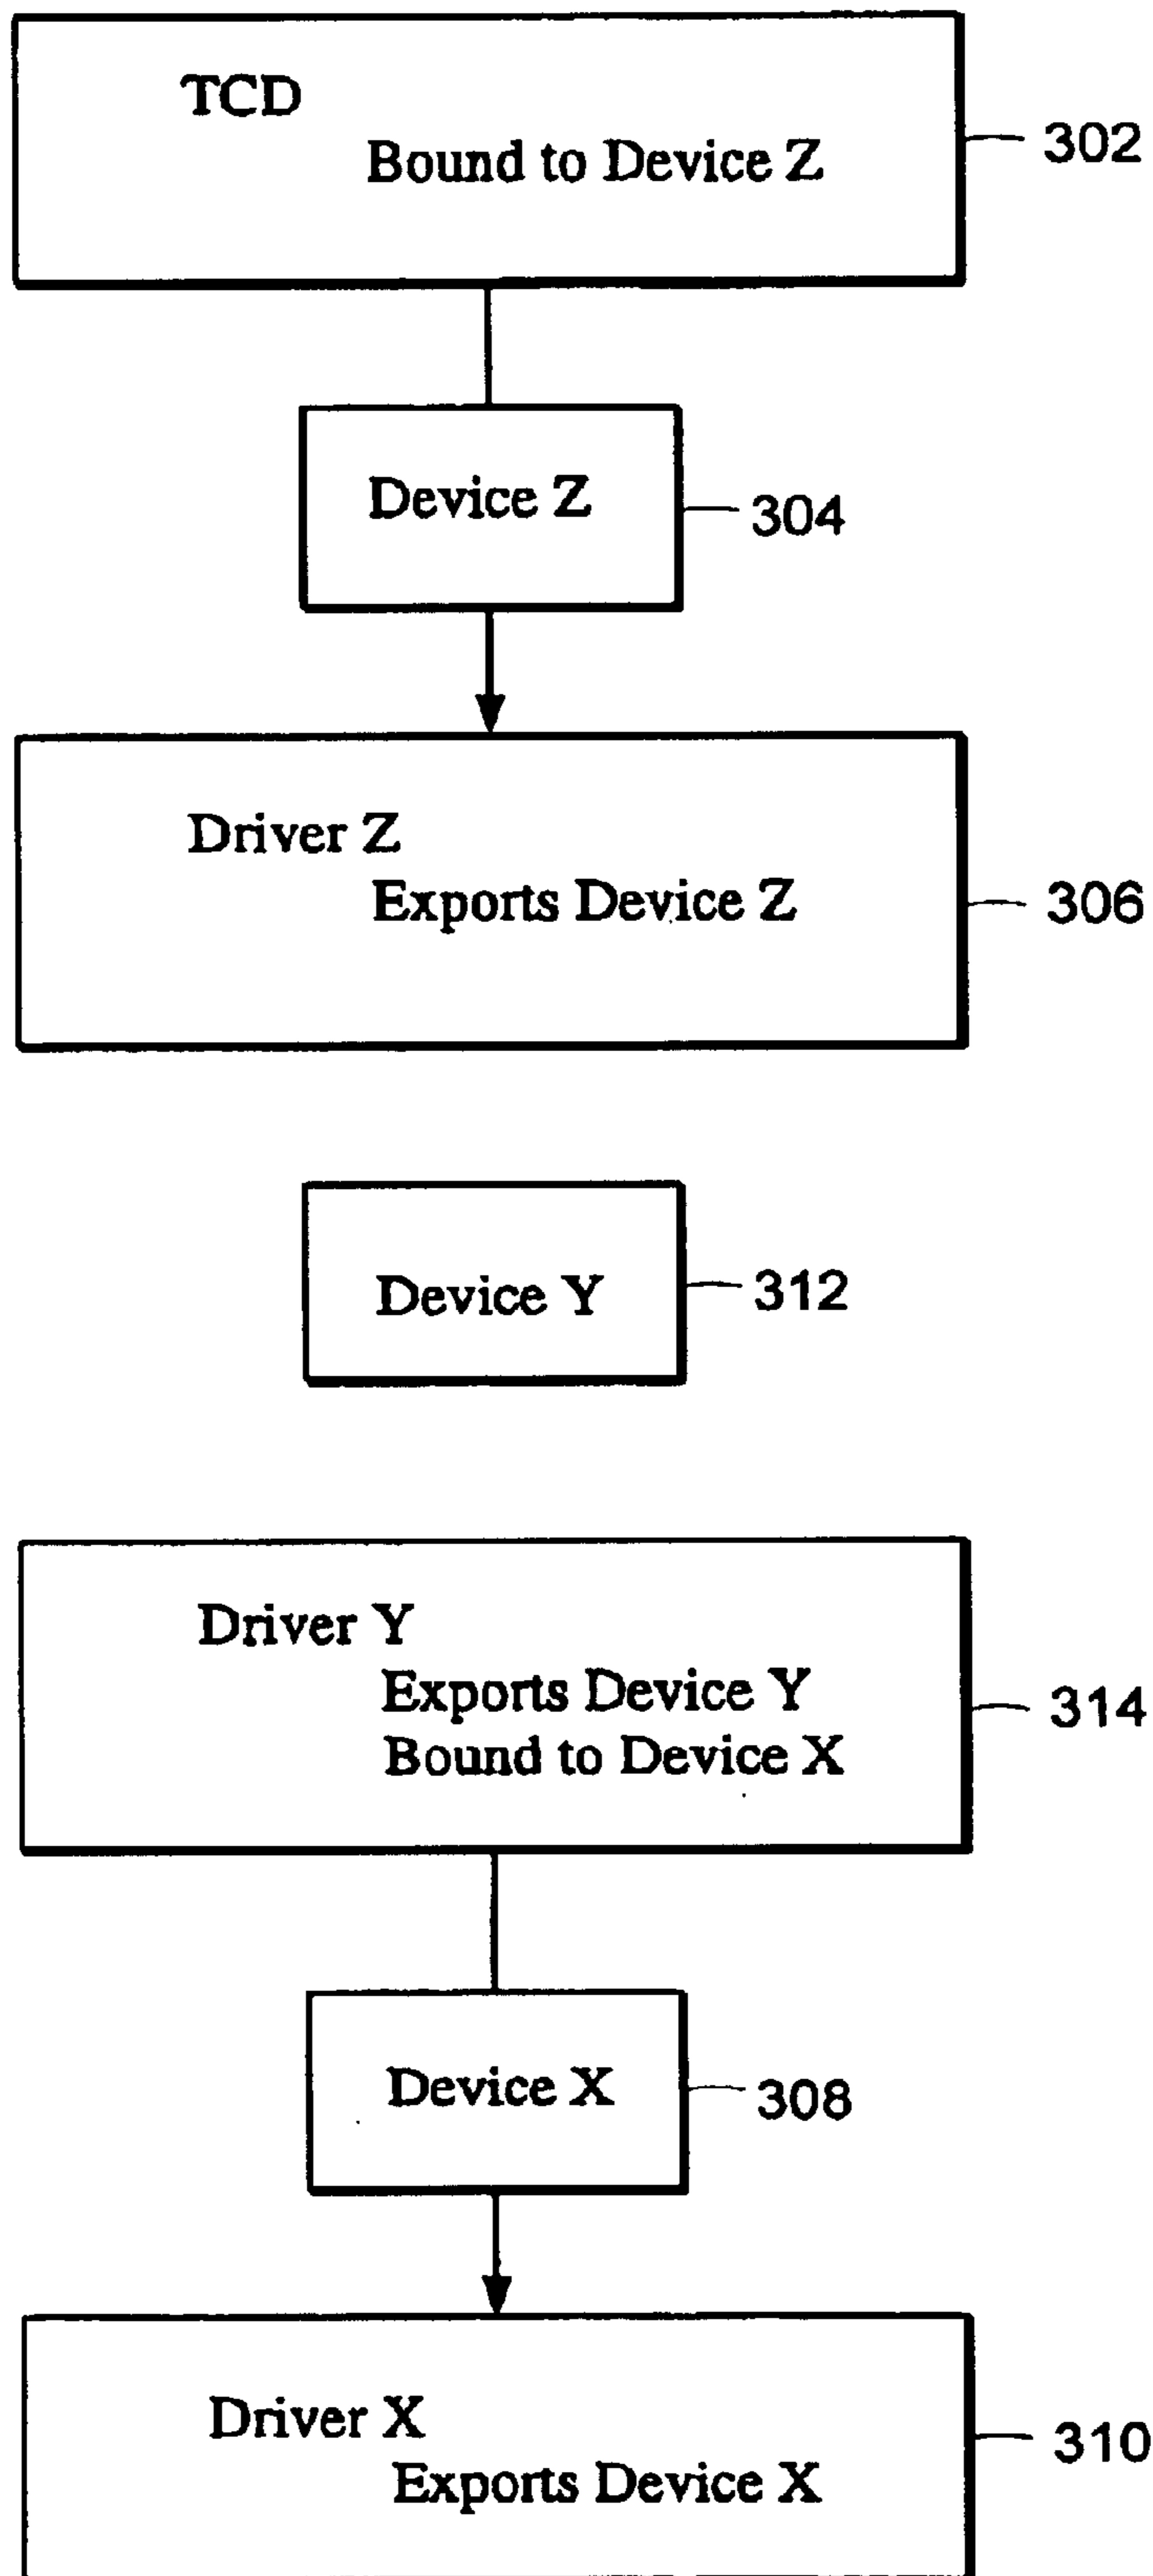 TCD
Bound to Device Z
302
Device Z
304
Driver Z
Exports Device Z
306
Device Y
312
Driver Y
Exports Device Y
Bound to Device X
314
Device X
308
Driver X
Exports Device X
310